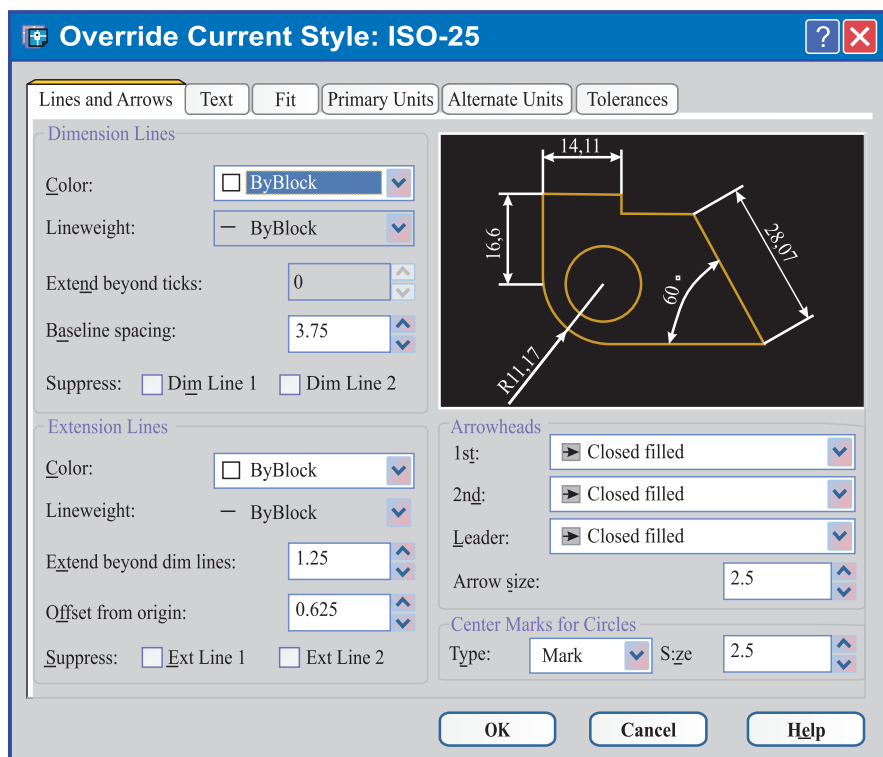 Override Current Style: ISO-25
?
Lines and Arrows Text Fit Primary Units Alternate Units Tolerances
Dimension Lines
Color: ByBlock
Lineweight: ByBlock
Extend beyond ticks: 0
Baseline spacing: 3.75
Suppress: Dim Line 1 Dim Line 2
Extension Lines
Color: ByBlock
Lineweight: ByBlock
Extend beyond dim lines: 1.25
Offset from origin: 0.625
Suppress: Ext Line 1 Ext Line 2
14,11
16,6
28,07
60
R11,17
Arrowheads
1st: Closed filled
2nd: Closed filled
Leader: Closed filled
Arrow size: 2.5
Center Marks for Circles
Type: Mark S:ze 2.5
OK Cancel Help